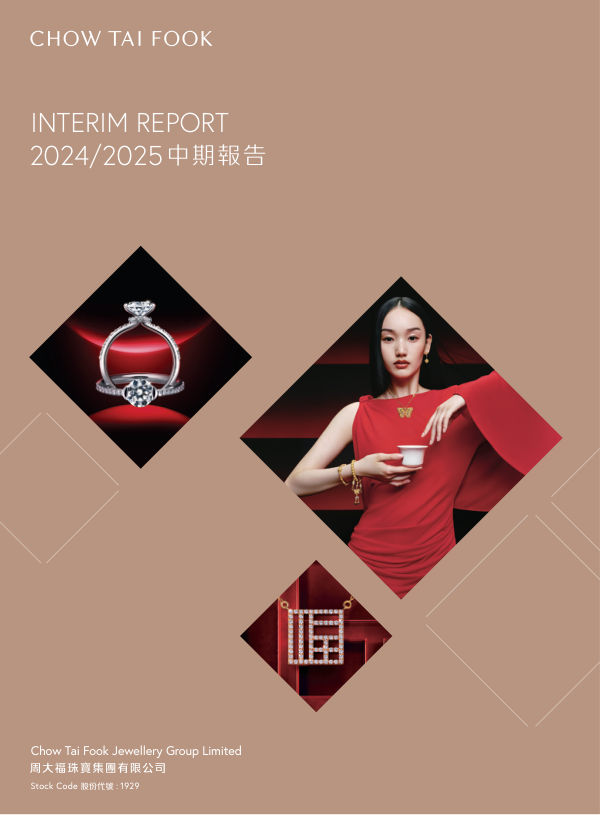 CHOW TAI FOOK
INTERIM REPORT
2024/2025 中期報告
福
Chow Tai Fook Jewellery Group Limited
周大福珠寶集團有限公司
Stock Code 股份代號 : 1929